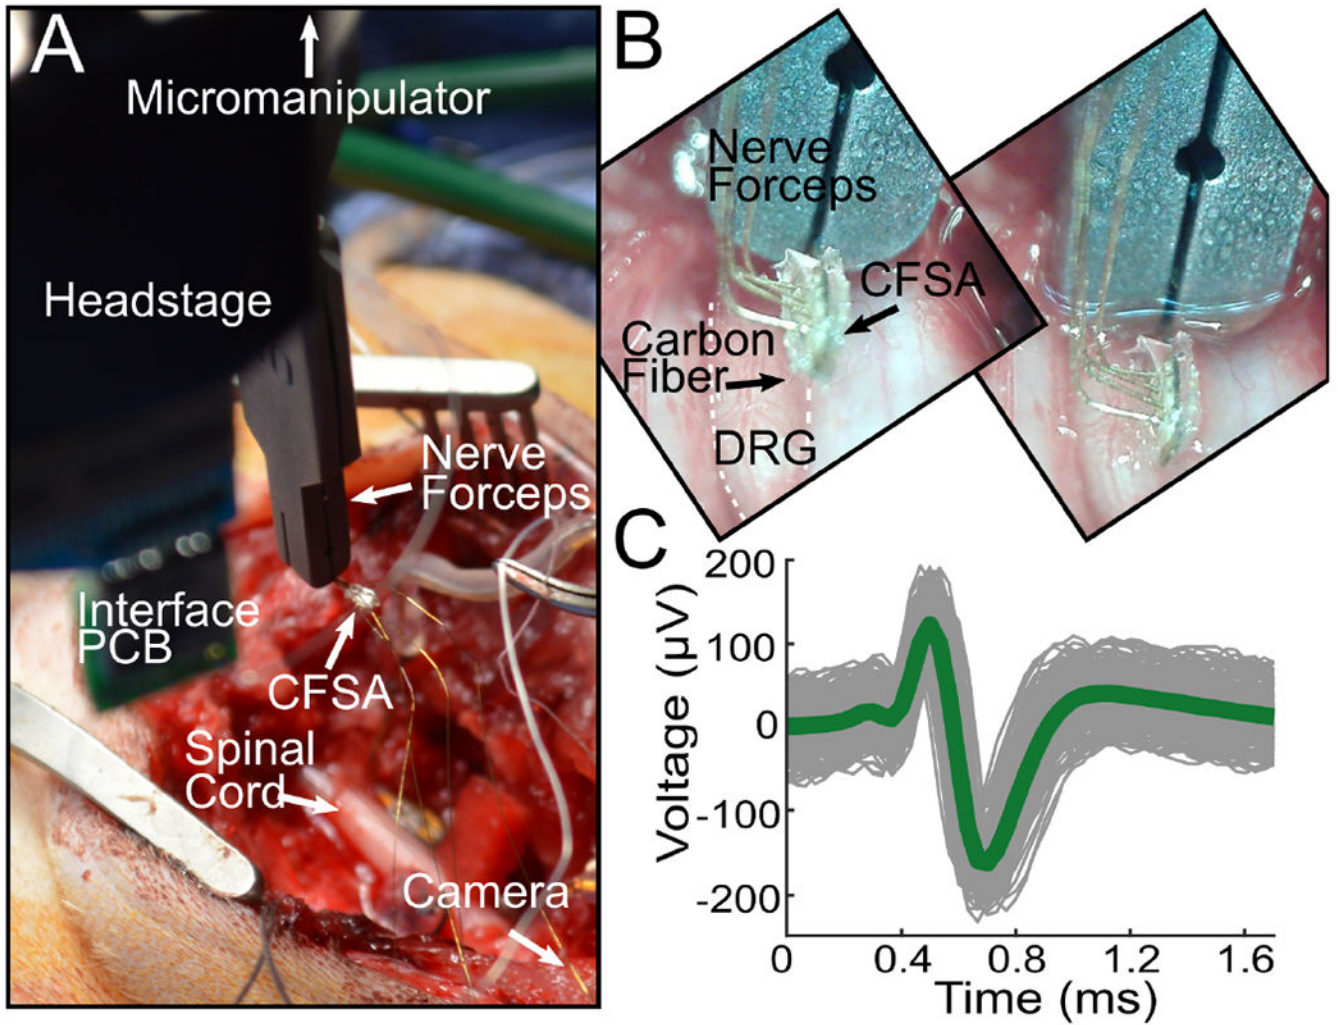 A
Micromanipulator
Headstage
Nerve
Forceps
Interface
PCB
CFSA
Spinal
Cord
Camera
B
Nerve
Forceps
CFSA
Carbon
Fiber
DRG
C
200
100
0
-100
-200
Voltage (µV)
0 0.4 0.8 1.2 1.6
Time (ms)